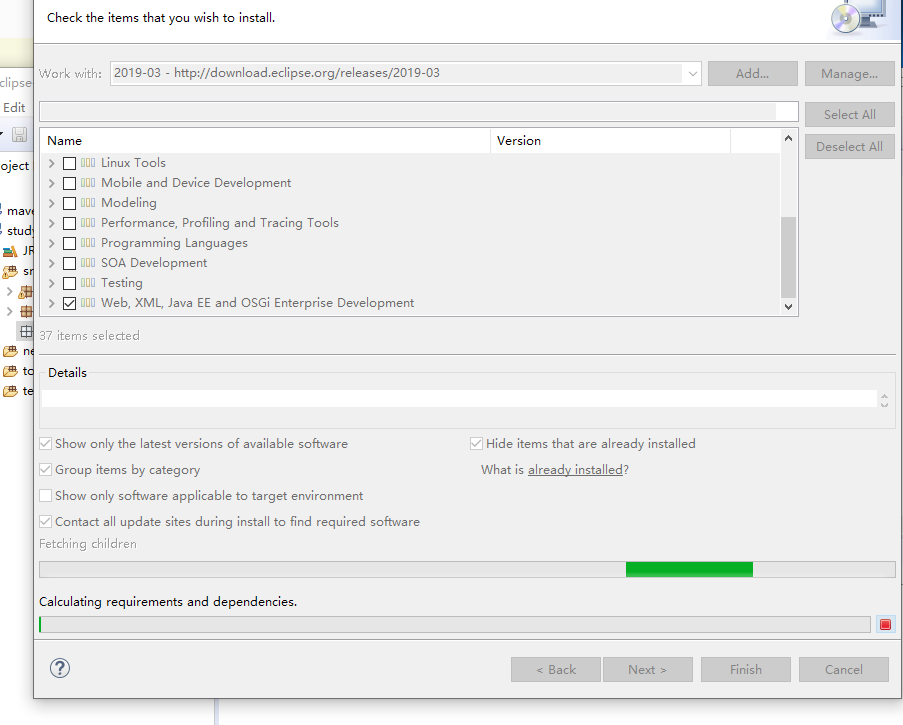 Check the items that you wish to install.
Work with: 2019-03 - http://download.eclipse.org/releases/2019-03 Add... Manage...
Select All
Deselect All
Name Version
Linux Tools
Mobile and Device Development
Modeling
Performance, Profiling and Tracing Tools
Programming Languages
SOA Development
Testing
Web, XML, Java EE and OSGi Enterprise Development
37 items selected
Details
Show only the latest versions of available software Hide items that are already installed
Group items by category What is already installed?
Show only software applicable to target environment
Contact all update sites during install to find required software
Fetching children
Calculating requirements and dependencies.
< Back Next > Finish Cancel
clipse
Edit
oject
mave
study
JR
sr
ne
to
te